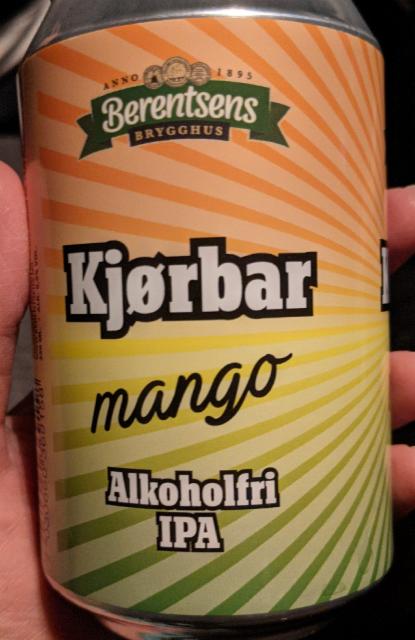 ANNO 1895
Berentsens
BRYGGHUS
Kjørbar
mango
Alkoholfri
IPA